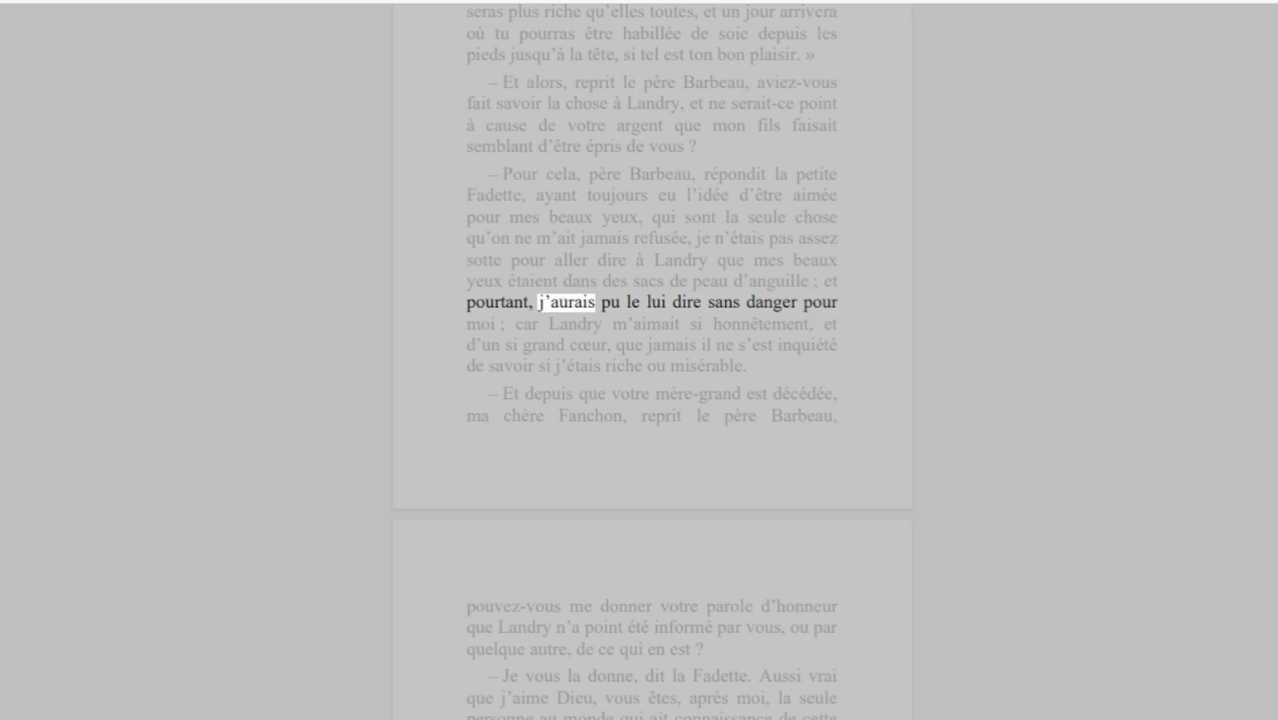 seras plus riche qu'elles toutes, et un jour arrivera
où tu pourras être habillée de soie depuis les
pieds jusqu'à la tête, si tel est ton bon plaisir. »
– Et alors, reprit le père Barbeau, aviez-vous
fait savoir la chose à Landry, et ne serait-ce point
à cause de votre argent que mon fils faisait
semblant d'être épris de vous ?
– Pour cela, père Barbeau, répondit la petite
Fadette, ayant toujours eu l'idée d'être aimée
pour mes beaux yeux, qui sont la seule chose
qu'on ne m'ait jamais refusée, je n'étais pas assez
sotte pour aller dire à Landry que mes beaux
yeux étaient dans des sacs de peau d'anguille ; et
pourtant, j'aurais pu le lui dire sans danger pour
moi ; car Landry m'aimait si honnêtement, et
d'un si grand cœur, que jamais il ne s'est inquiété
de savoir si j'étais riche ou misérable.
– Et depuis que votre mère-grand est décédée,
ma chère Fanchon, reprit le père Barbeau,
pouvez-vous me donner votre parole d'honneur
que Landry n'a point été informé par vous, ou par
quelque autre, de ce qui en est ?
– Je vous la donne, dit la Fadette. Aussi vrai
que j'aime Dieu, vous êtes, après moi, la seule
personne au monde qui ait connaissance de cette